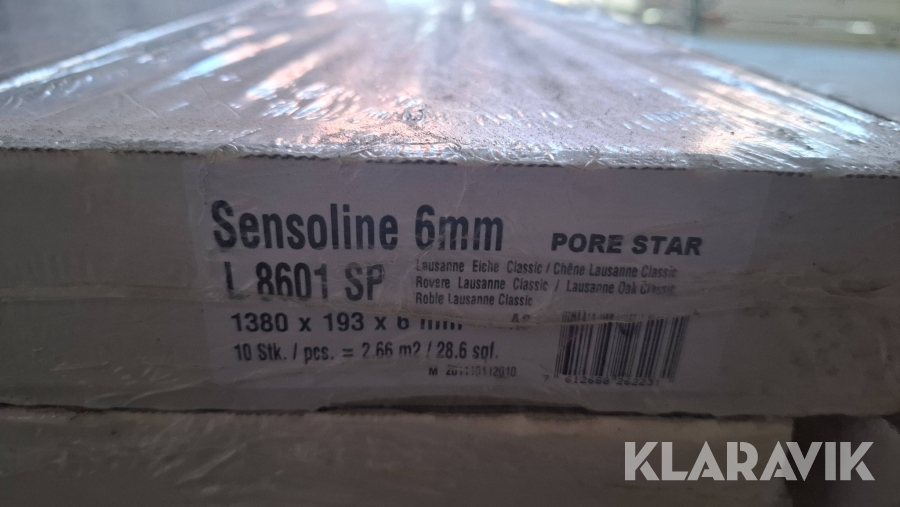 Sensoline 6mm PORE STAR
L 8601 SP
Lausanne Eiche Classic / Chêne Lausanne Classic
Rovere Lausanne Classic / Lausanne Oak Classic
Roble Lausanne Classic
1380 x 193 x 6 mm
10 Stk. / pcs. = 2.66 m2 / 28.6 sqf.
KLARAVIK